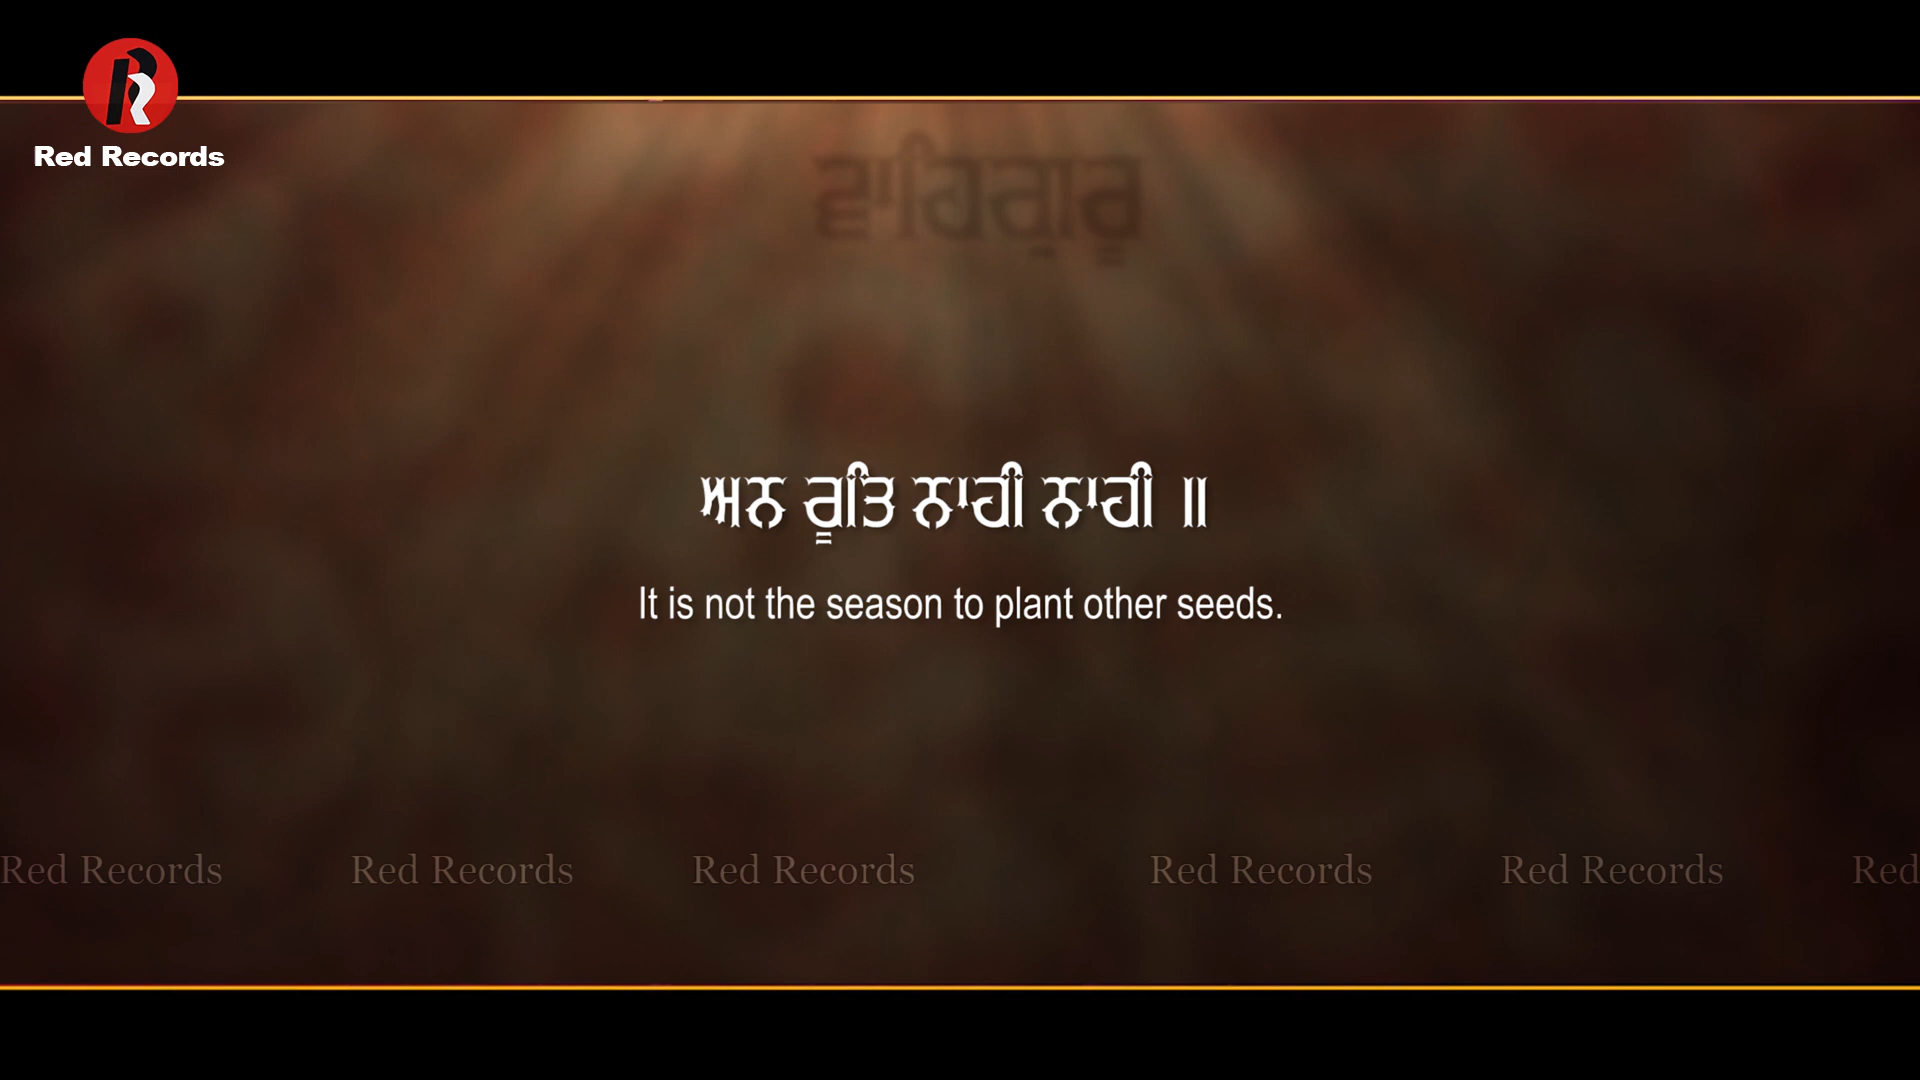 Red Records
ਵਾਹਿਗੁਰੂ
ਅਨ ਰੂਤਿ ਨਾਹੀ ਨਾਹੀ ॥
It is not the season to plant other seeds.
Red Records Red Records Red Records Red Records Red Records Red